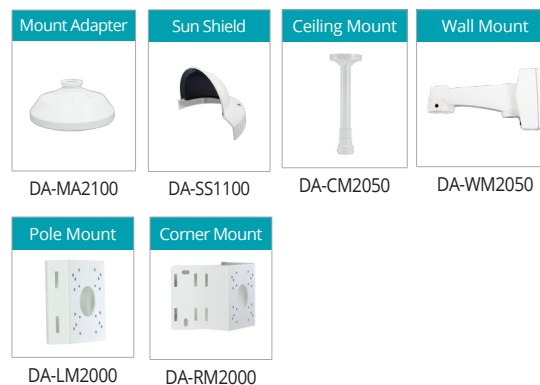 Mount Adapter
Sun Shield
Ceiling Mount
Wall Mount
DA-MA2100
DA-SS1100
DA-CM2050
DA-WM2050
Pole Mount
Corner Mount
DA-LM2000
DA-RM2000